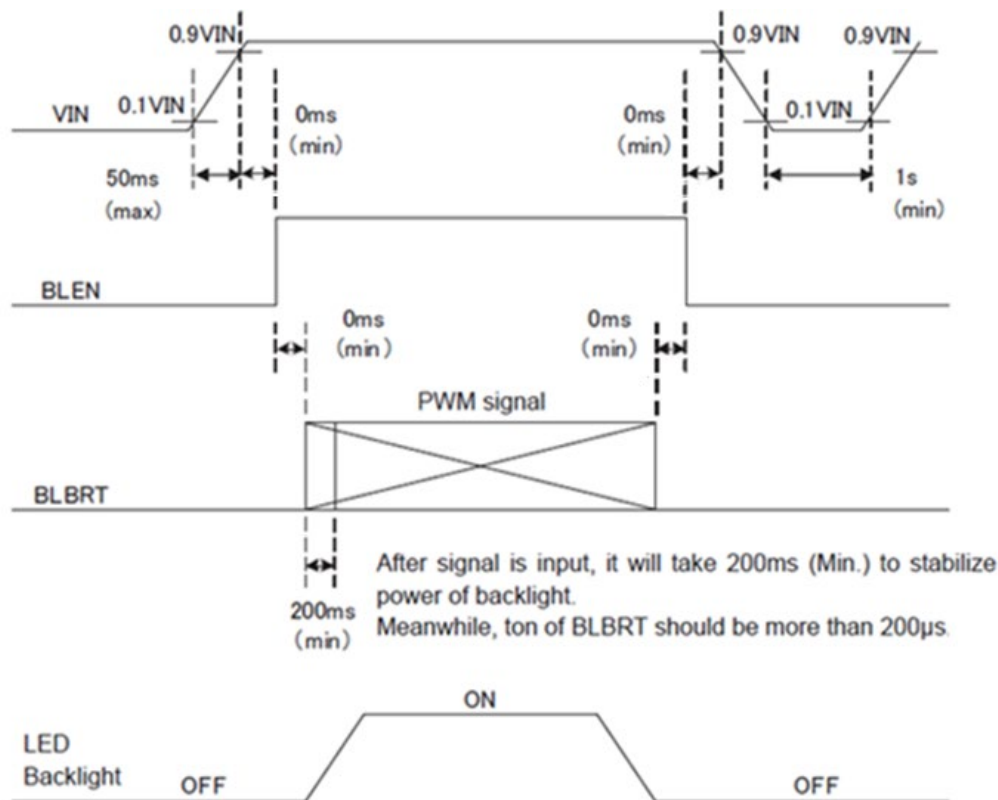 0.9VIN
0.9VIN
0.9VIN
VIN
0.1VIN
0ms
(min)
0ms
(min)
0.1VIN
50ms
(max)
1s
(min)
BLEN
0ms
(min)
0ms
(min)
PWM signal
BLBRT
200ms
(min)
After signal is input, it will take 200ms (Min.) to stabilize
power of backlight.
Meanwhile, ton of BLBRT should be more than 200µs.
ON
LED
Backlight
OFF
OFF